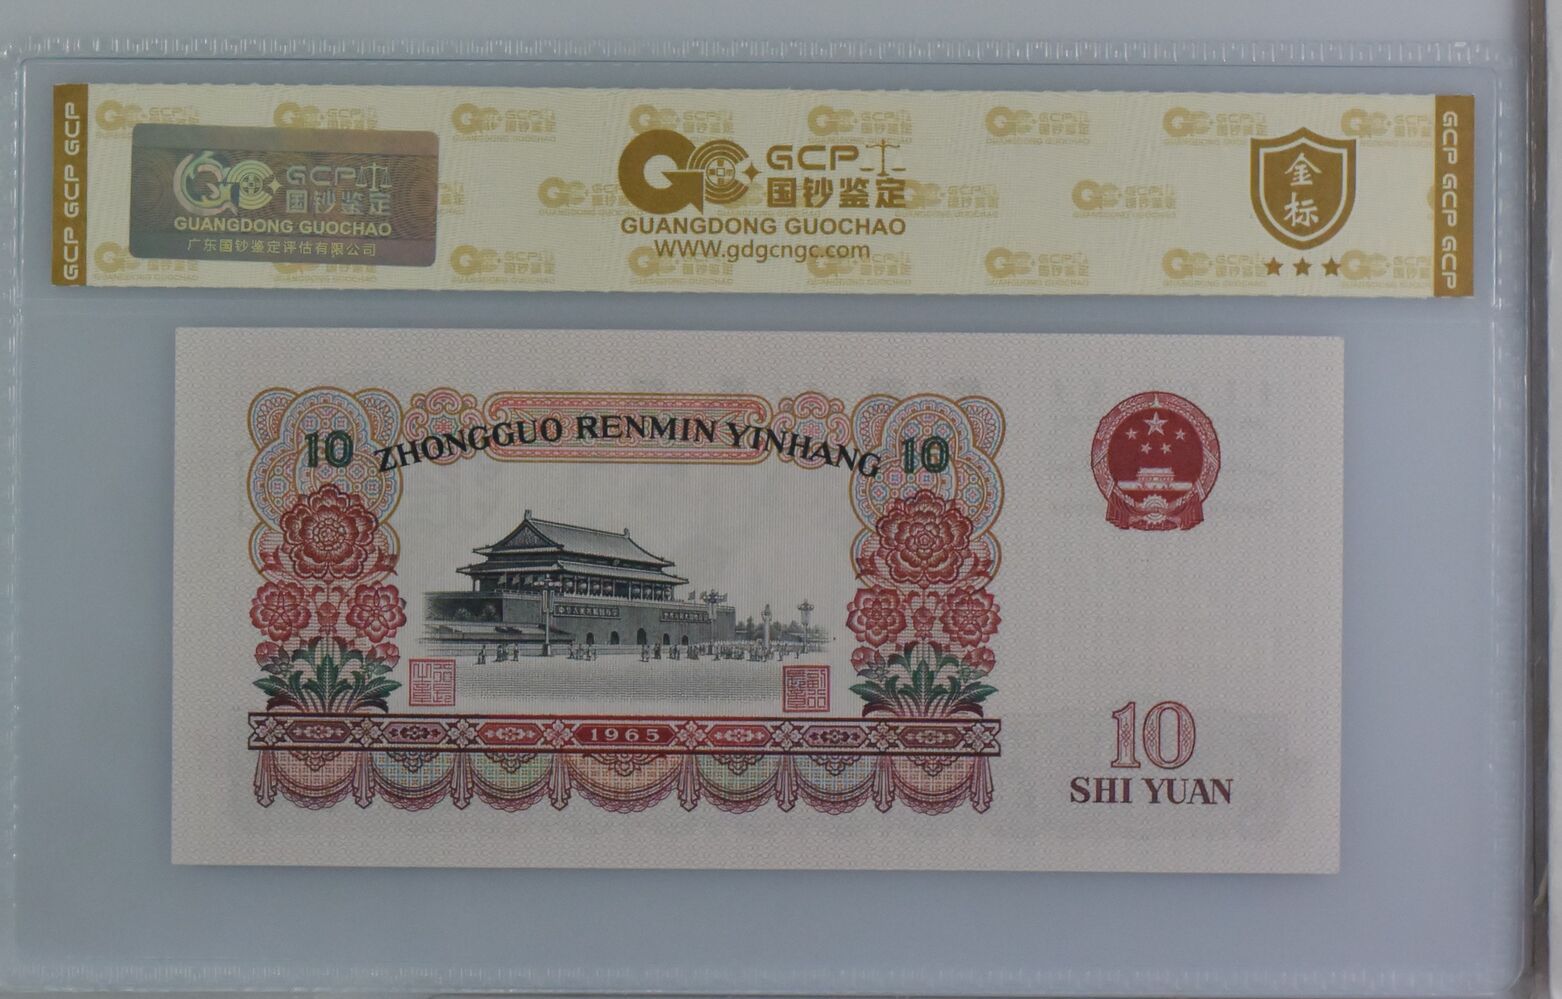 GCP GCP GCP
GCP
国钞鉴定
GUANGDONG GUOCHAO
广东国钞鉴定评估有限公司
GCP
国钞鉴定
GUANGDONG GUOCHAO
WWW.gdgcngc.com
金标
GCP GCP GCP
10 ZHONGGUO RENMIN YINHANG 10
1965
10
SHI YUAN